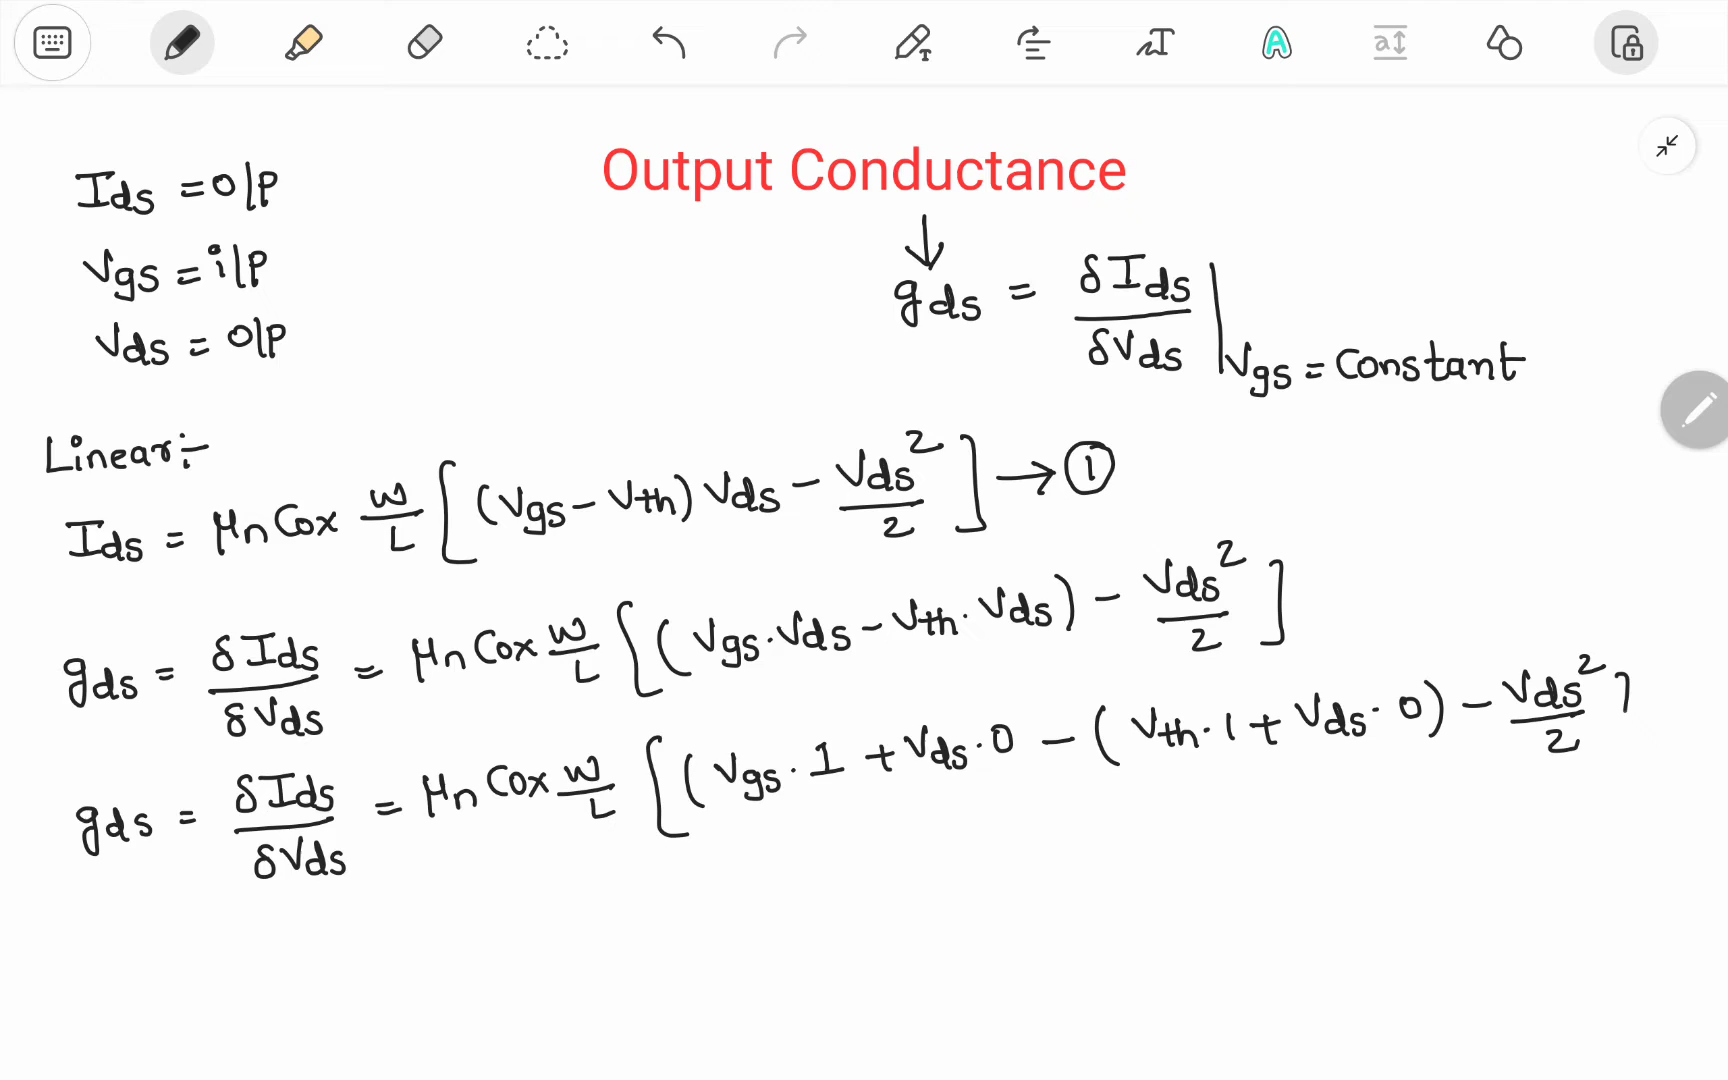 Output Conductance
Ids = o|p
Vgs = i|p
Vds = o|p
↓
gds = δIds / δVds | Vgs = Constant
Linear:-
Ids = μn Cox W/L [(Vgs - Vth) Vds - Vds²/2] → ①
gds = δIds/δVds = μn Cox W/L [(Vgs·Vds - Vth·Vds) - Vds²/2]
gds = δIds/δVds = μn Cox W/L [(Vgs·1 + Vds·0 - (Vth·1 + Vds·0) - Vds²/2]